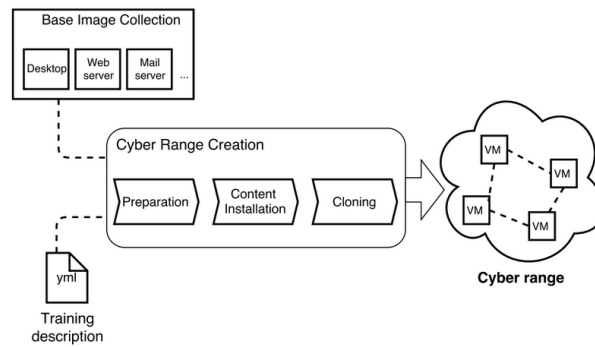 Base Image Collection
Desktop
Web
server
Mail
server
...
Cyber Range Creation
Preparation
Content
Installation
Cloning
VM
VM
VM
VM
Cyber range
yml
Training
description